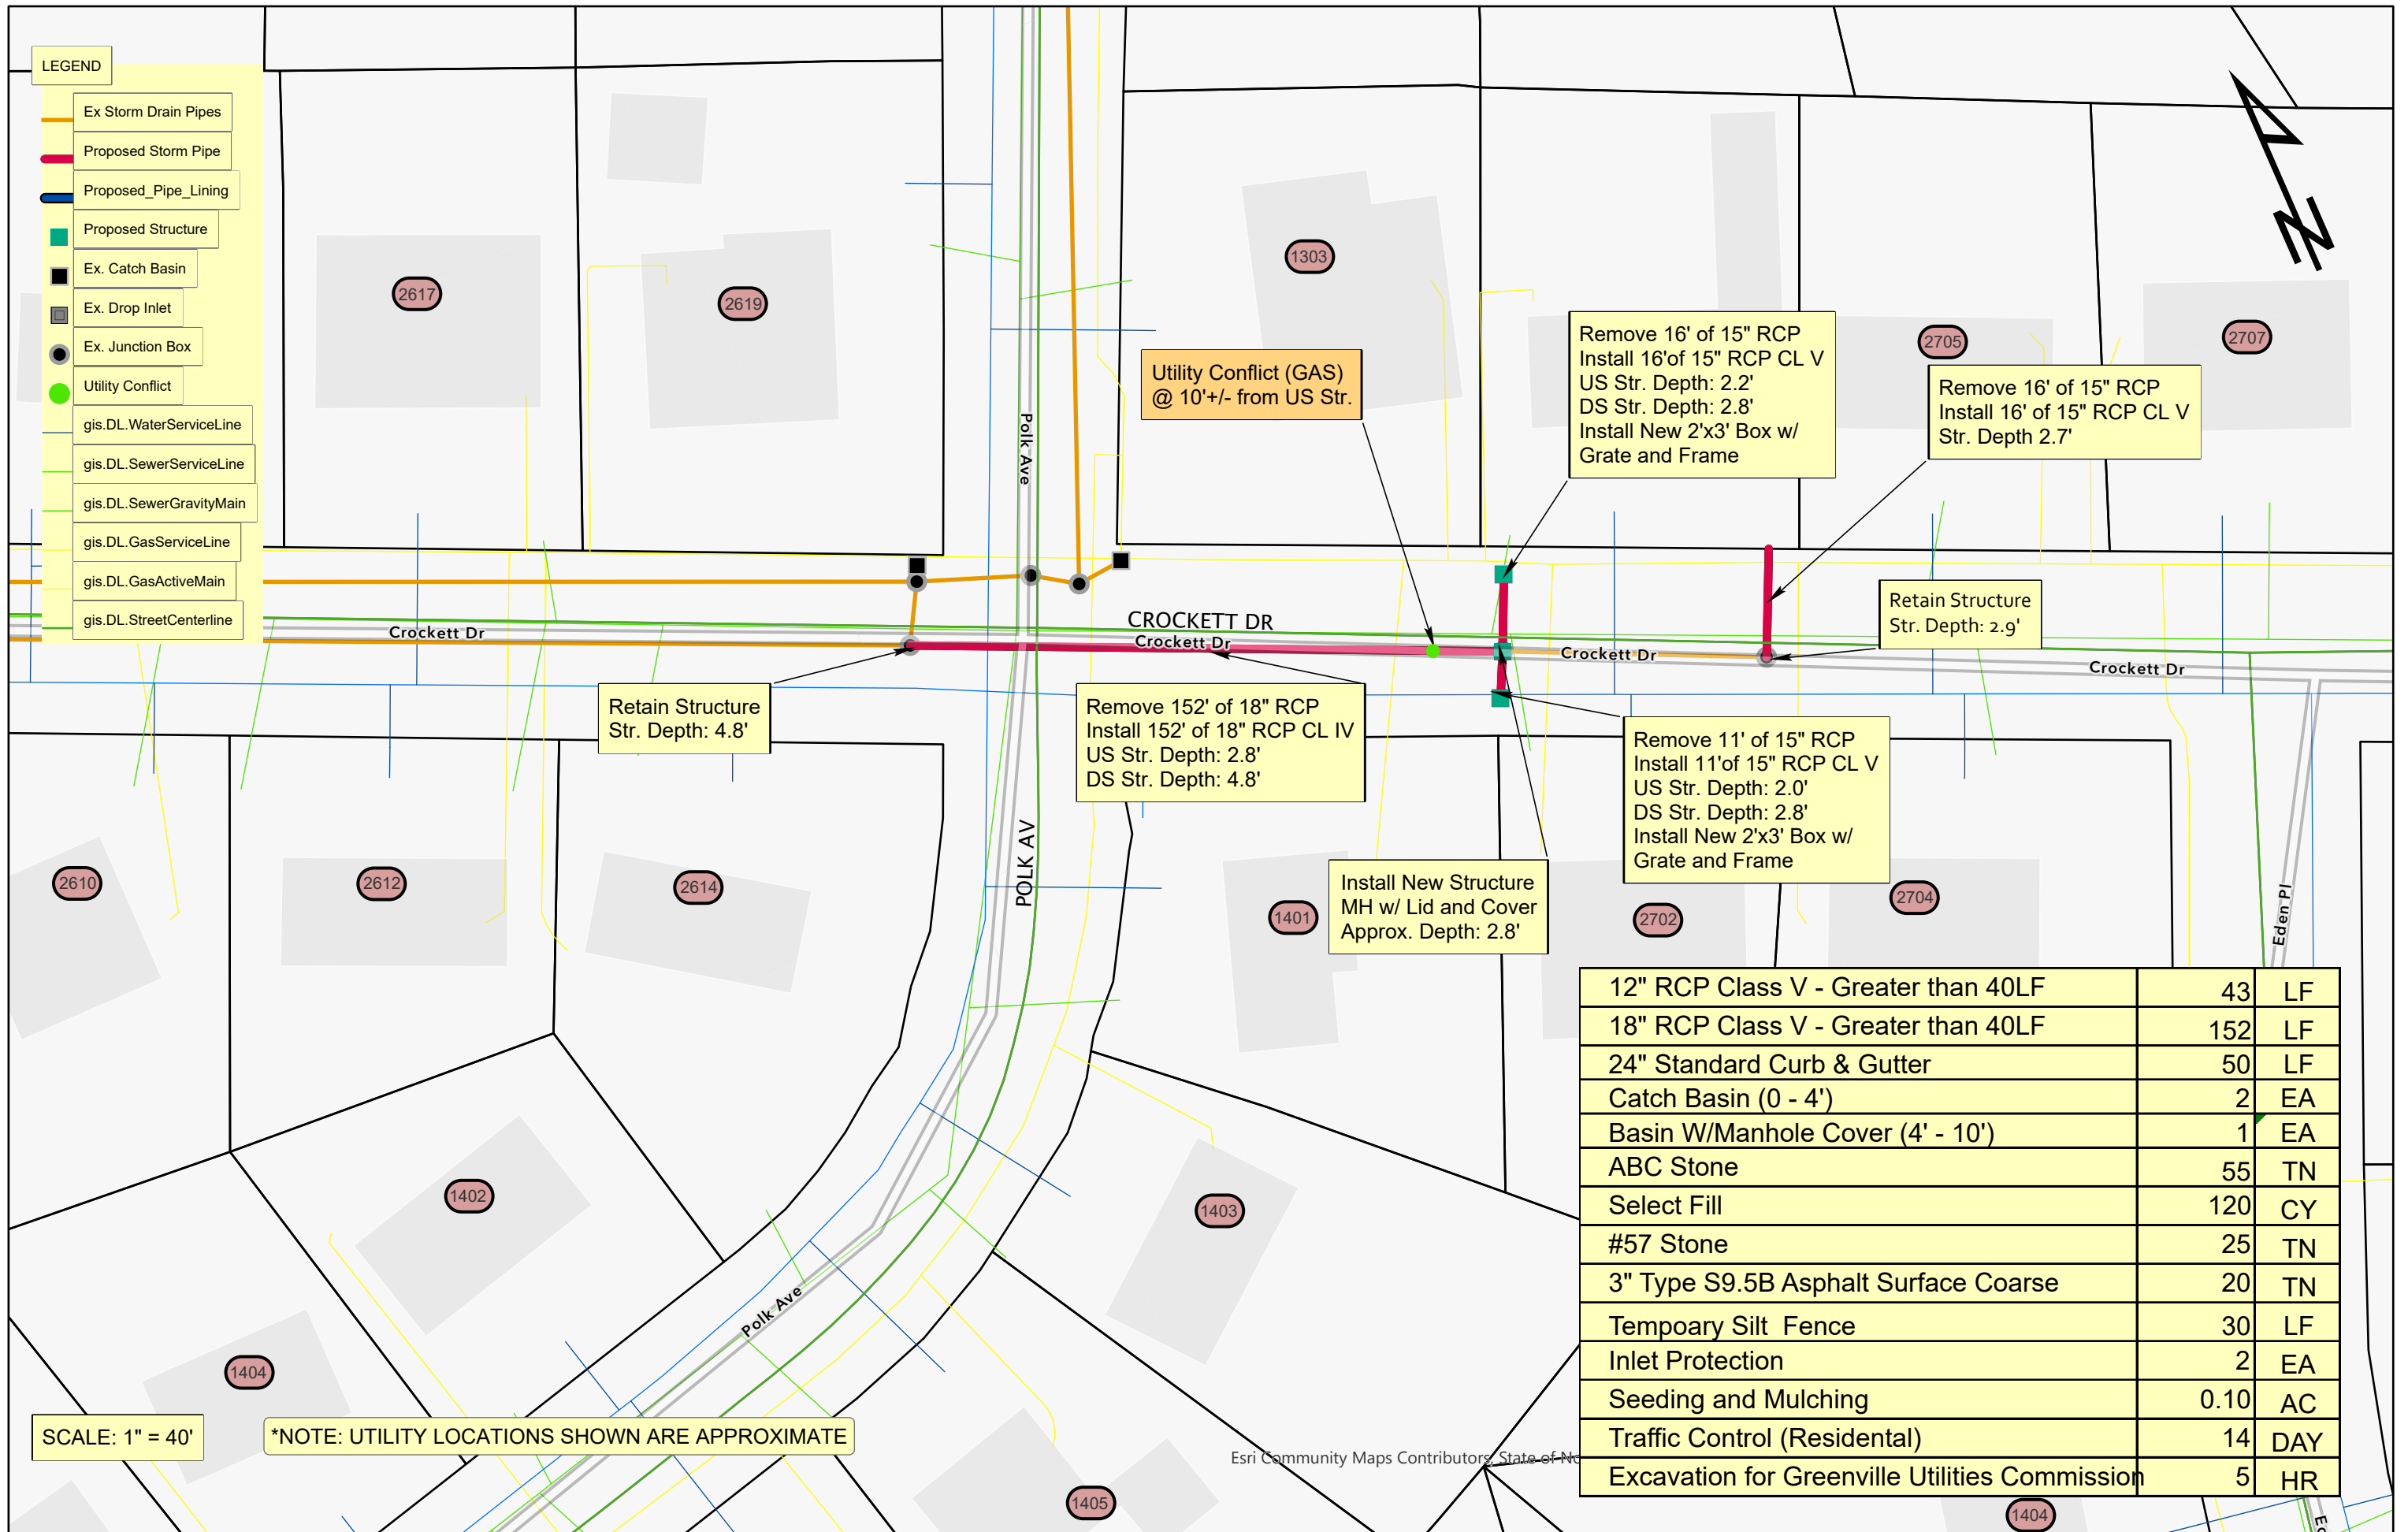 LEGEND
Ex Storm Drain Pipes
Proposed Storm Pipe
Proposed_Pipe_Lining
Proposed Structure
Ex. Catch Basin
Ex. Drop Inlet
Ex. Junction Box
Utility Conflict
gis.DL.WaterServiceLine
gis.DL.SewerServiceLine
gis.DL.SewerGravityMain
gis.DL.GasServiceLine
gis.DL.GasActiveMain
gis.DL.StreetCenterline
2617
2619
1303
2705
2707
N
Polk Ave
Utility Conflict (GAS)
@ 10'+/- from US Str.
Remove 16' of 15" RCP
Install 16'of 15" RCP CL V
US Str. Depth: 2.2'
DS Str. Depth: 2.8'
Install New 2'x3' Box w/
Grate and Frame
Remove 16' of 15" RCP
Install 16' of 15" RCP CL V
Str. Depth 2.7'
Retain Structure
Str. Depth: 2.9'
CROCKETT DR
Crockett Dr
Crockett Dr
Crockett Dr
Crockett Dr
Retain Structure
Str. Depth: 4.8'
Remove 152' of 18" RCP
Install 152' of 18" RCP CL IV
US Str. Depth: 2.8'
DS Str. Depth: 4.8'
Remove 11' of 15" RCP
Install 11'of 15" RCP CL V
US Str. Depth: 2.0'
DS Str. Depth: 2.8'
Install New 2'x3' Box w/
Grate and Frame
Install New Structure
MH w/ Lid and Cover
Approx. Depth: 2.8'
POLK AV
Eden Pl
2610
2612
2614
1401
2702
2704
1402
1403
1404
1405
1404
Polk Ave
12" RCP Class V - Greater than 40LF 43 LF
18" RCP Class V - Greater than 40LF 152 LF
24" Standard Curb & Gutter 50 LF
Catch Basin (0 - 4') 2 EA
Basin W/Manhole Cover (4' - 10') 1 EA
ABC Stone 55 TN
Select Fill 120 CY
#57 Stone 25 TN
3" Type S9.5B Asphalt Surface Coarse 20 TN
Tempoary Silt  Fence 30 LF
Inlet Protection 2 EA
Seeding and Mulching 0.10 AC
Traffic Control (Residental) 14 DAY
Excavation for Greenville Utilities Commission 5 HR
SCALE: 1" = 40'
*NOTE: UTILITY LOCATIONS SHOWN ARE APPROXIMATE
Esri Community Maps Contributors, State of